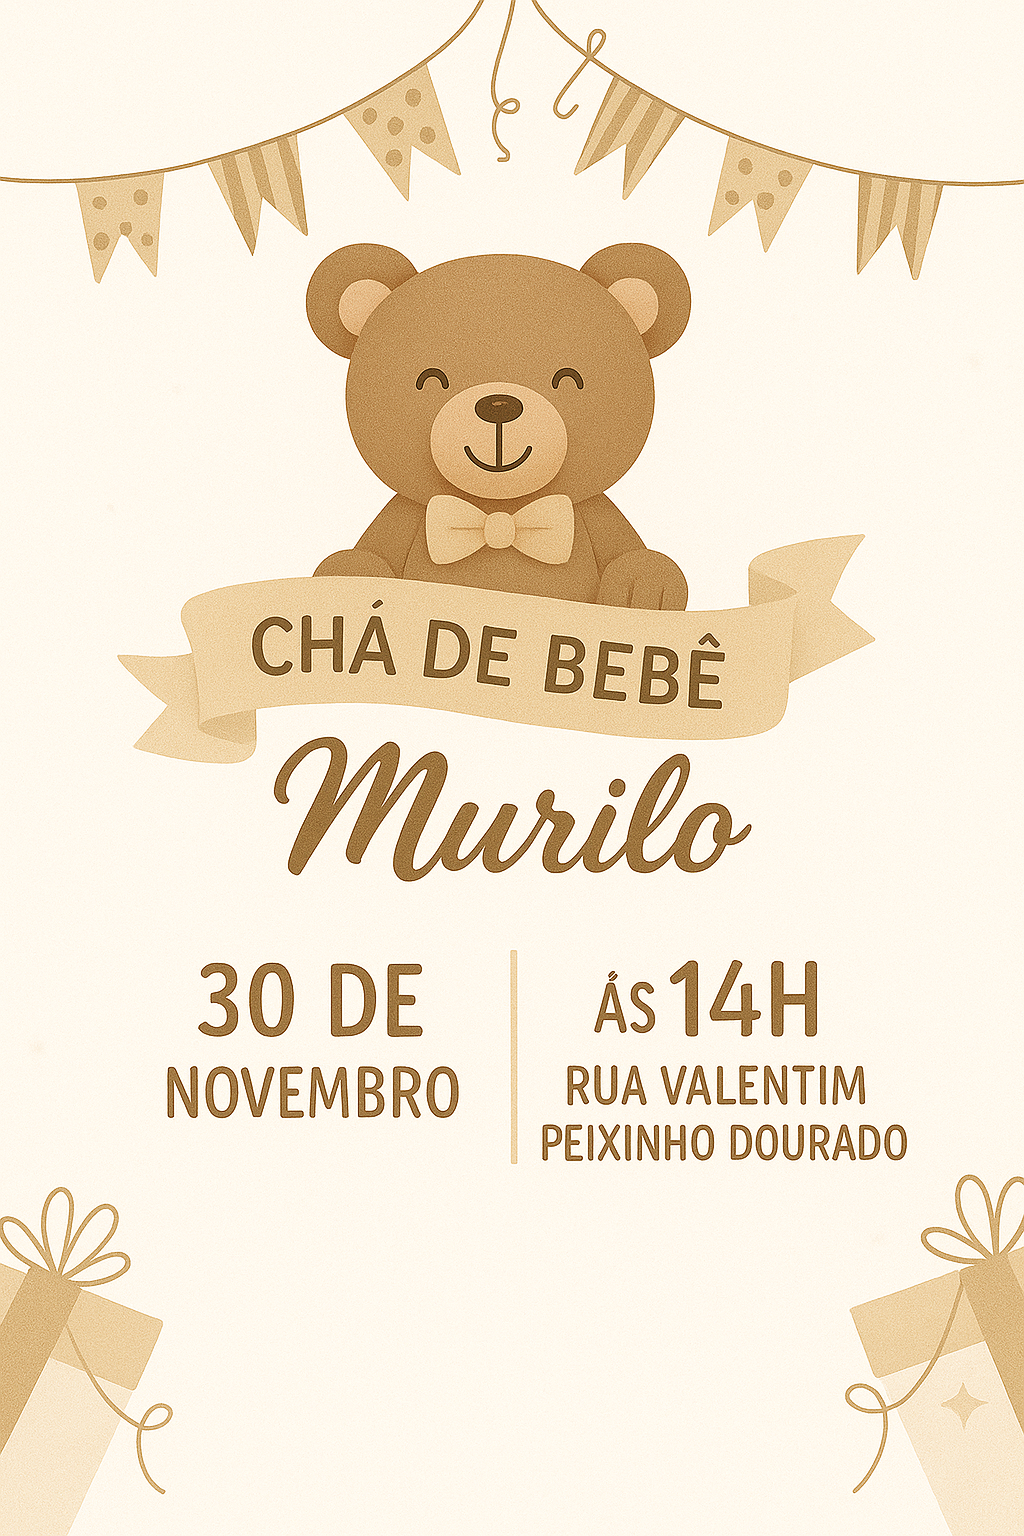 CHÁ DE BEBÊ
Murilo
30 DE
NOVEMBRO
ÁS 14H
RUA VALENTIM
PEIXINHO DOURADO